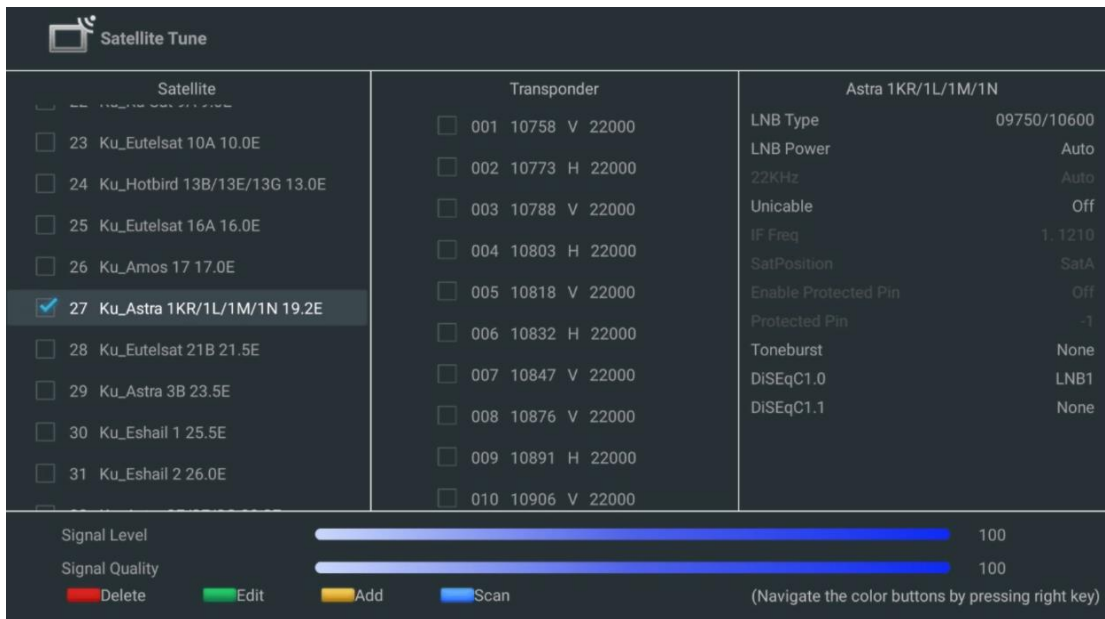 Satellite Tune
Satellite
23 Ku_Eutelsat 10A 10.0E
24 Ku_Hotbird 13B/13E/13G 13.0E
25 Ku_Eutelsat 16A 16.0E
26 Ku_Amos 17 17.0E
27 Ku_Astra 1KR/1L/1M/1N 19.2E
28 Ku_Eutelsat 21B 21.5E
29 Ku_Astra 3B 23.5E
30 Ku_Eshail 1 25.5E
31 Ku_Eshail 2 26.0E
Transponder
001 10758 V 22000
002 10773 H 22000
003 10788 V 22000
004 10803 H 22000
005 10818 V 22000
006 10832 H 22000
007 10847 V 22000
008 10876 V 22000
009 10891 H 22000
010 10906 V 22000
Astra 1KR/1L/1M/1N
LNB Type 09750/10600
LNB Power Auto
22KHz Auto
Unicable Off
IF Freq 1. 1210
SatPosition SatA
Enable Protected Pin Off
Protected Pin -1
Toneburst None
DiSEqC1.0 LNB1
DiSEqC1.1 None
Signal Level 100
Signal Quality 100
Delete Edit Add Scan (Navigate the color buttons by pressing right key)